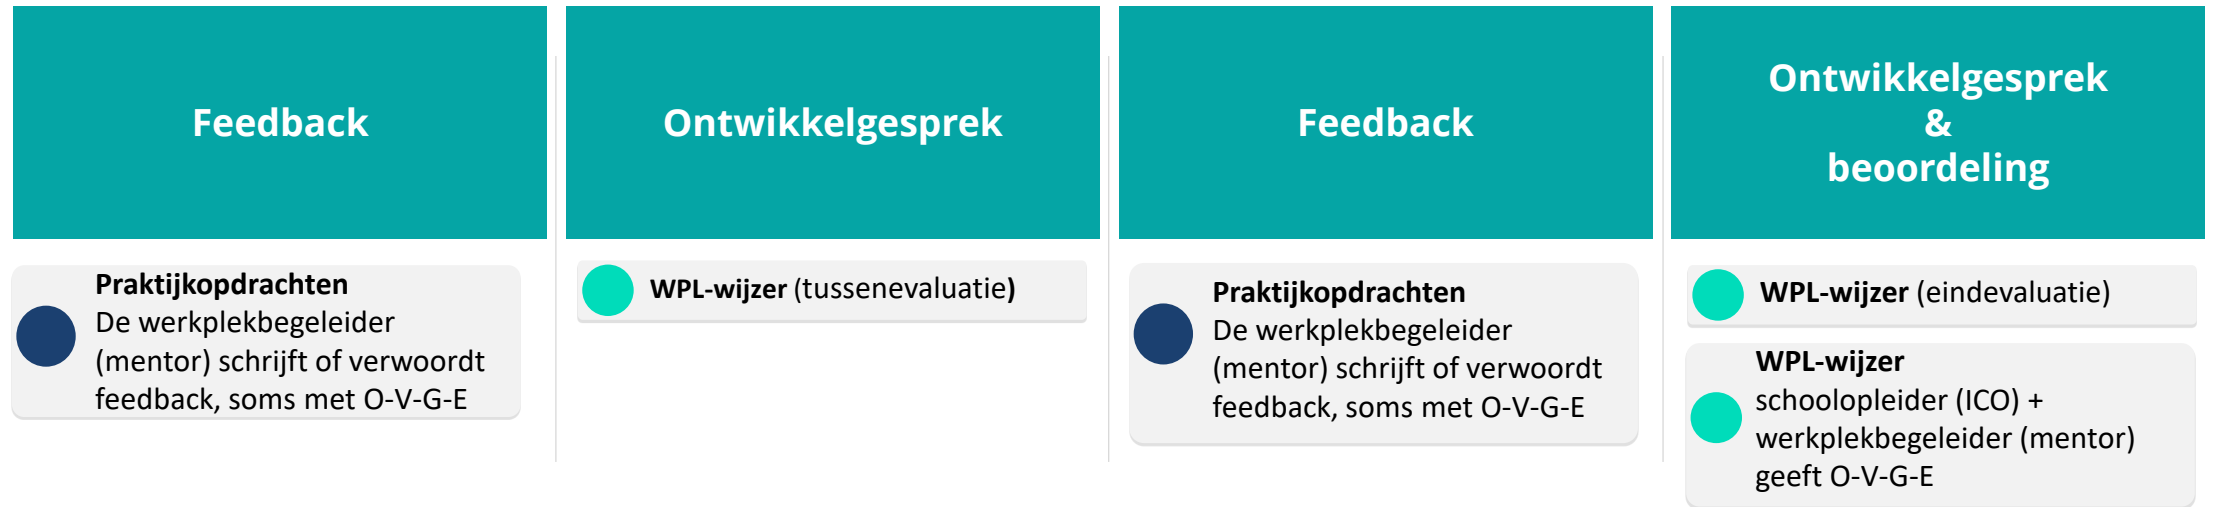 Feedback
Praktijkopdrachten
De werkplekbegeleider
(mentor) schrijft of verwoordt
feedback, soms met O-V-G-E
Ontwikkelgesprek
WPL-wijzer (tussenevaluatie)
Feedback
Praktijkopdrachten
De werkplekbegeleider
(mentor) schrijft of verwoordt
feedback, soms met O-V-G-E
Ontwikkelgesprek
&
beoordeling
WPL-wijzer (eindevaluatie)
WPL-wijzer
schoolopleider (ICO) +
werkplekbegeleider (mentor)
geeft O-V-G-E